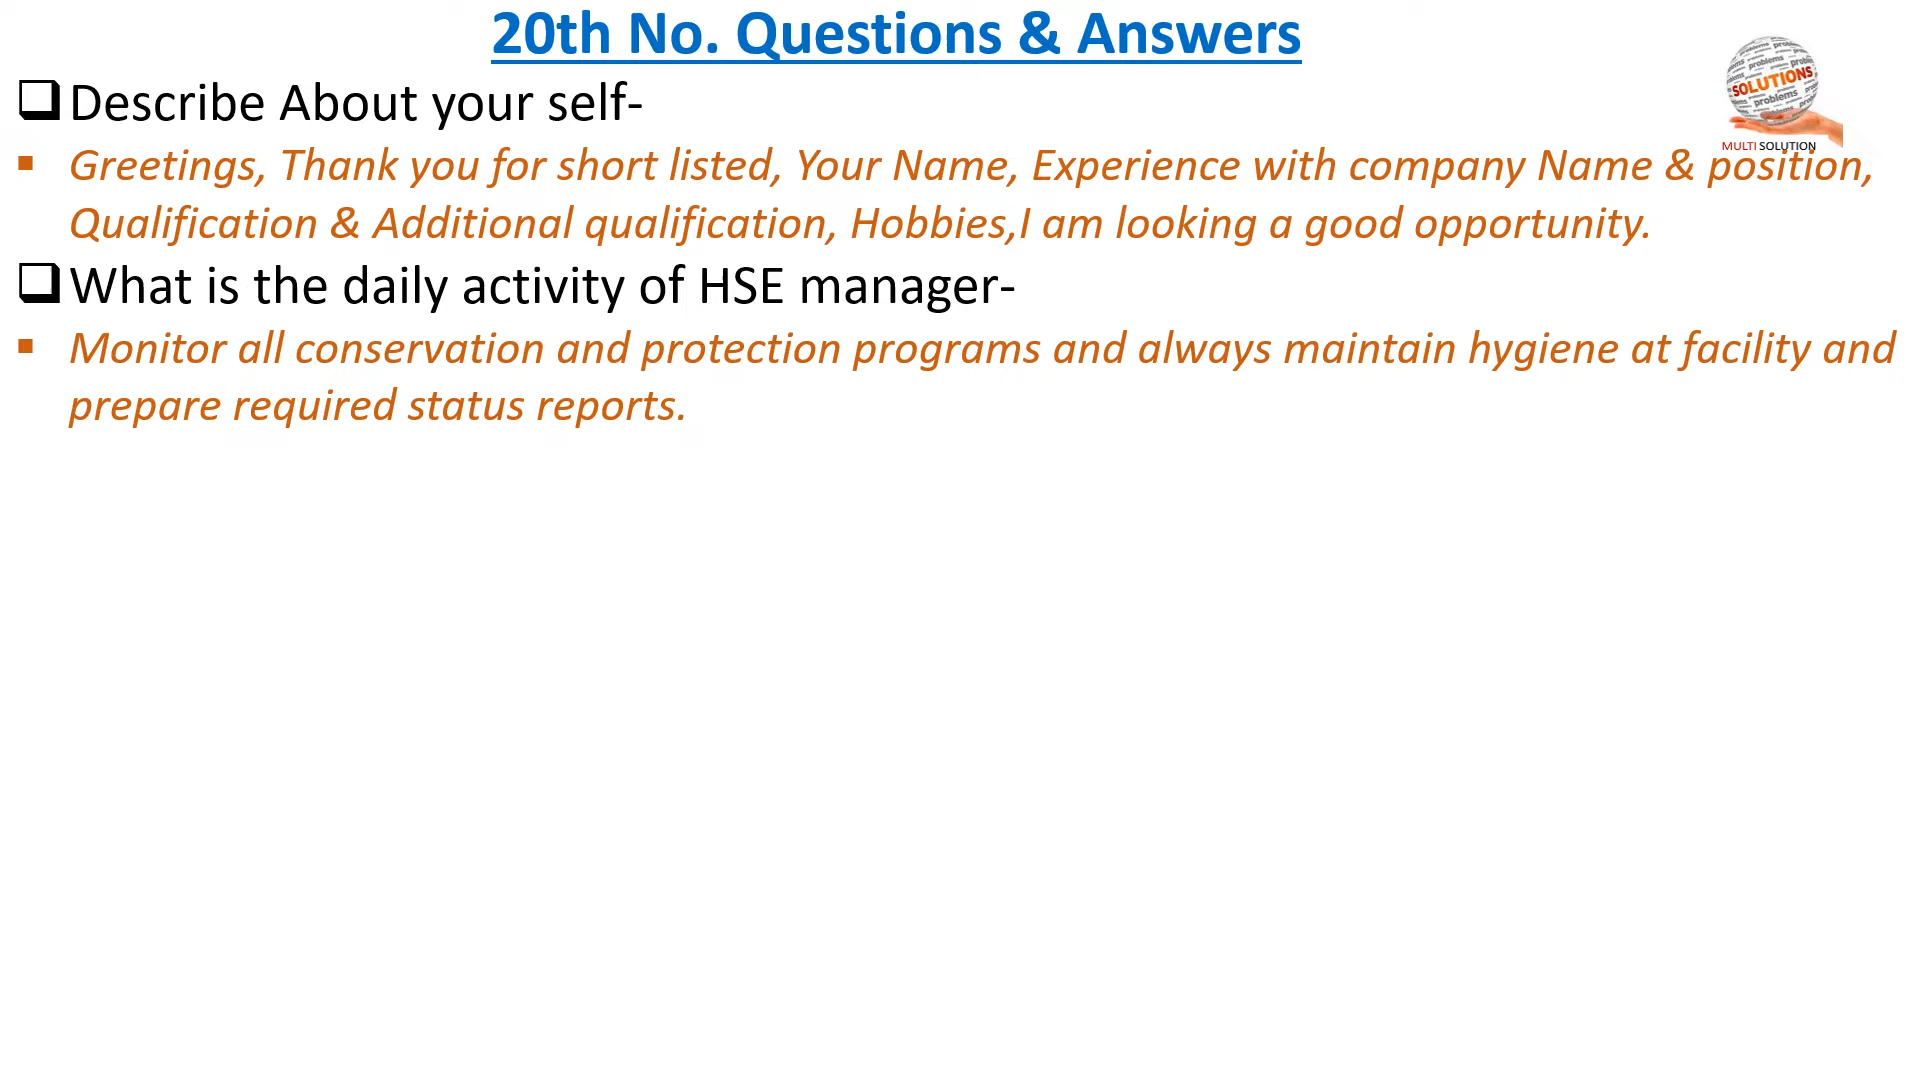 20th No. Questions & Answers
Describe About your self-
SOLUTIONS
problems
MULTI SOLUTION
Greetings, Thank you for short listed, Your Name, Experience with company Name & position,
Qualification & Additional qualification, Hobbies,I am looking a good opportunity.
What is the daily activity of HSE manager-
Monitor all conservation and protection programs and always maintain hygiene at facility and
prepare required status reports.